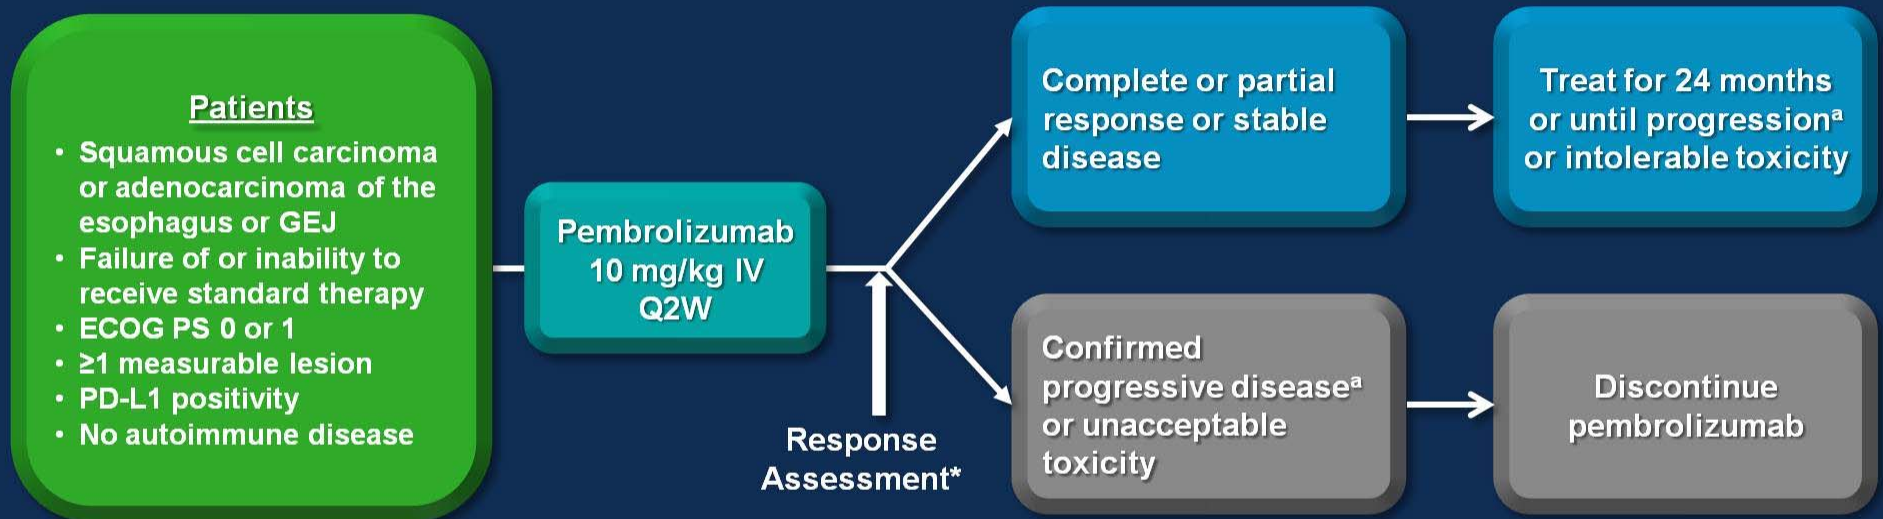 Patients
• Squamous cell carcinoma
or adenocarcinoma of the
esophagus or GEJ
• Failure of or inability to
receive standard therapy
• ECOG PS 0 or 1
• ≥1 measurable lesion
• PD-L1 positivity
• No autoimmune disease
Pembrolizumab
10 mg/kg IV
Q2W
Response
Assessment*
Complete or partial
response or stable
disease
Treat for 24 months
or until progressionᵃ
or intolerable toxicity
Confirmed
progressive diseaseᵃ
or unacceptable
toxicity
Discontinue
pembrolizumab